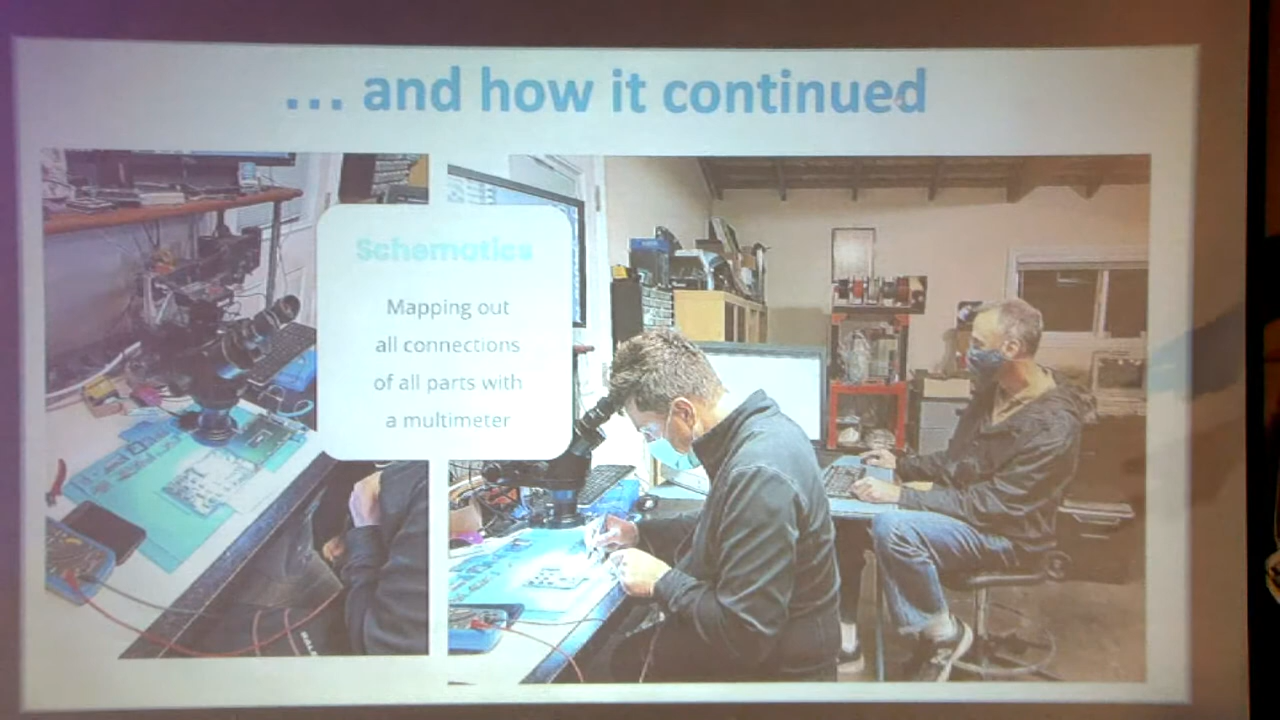 ... and how it continued
Schematics
Mapping out
all connections
of all parts with
a multimeter